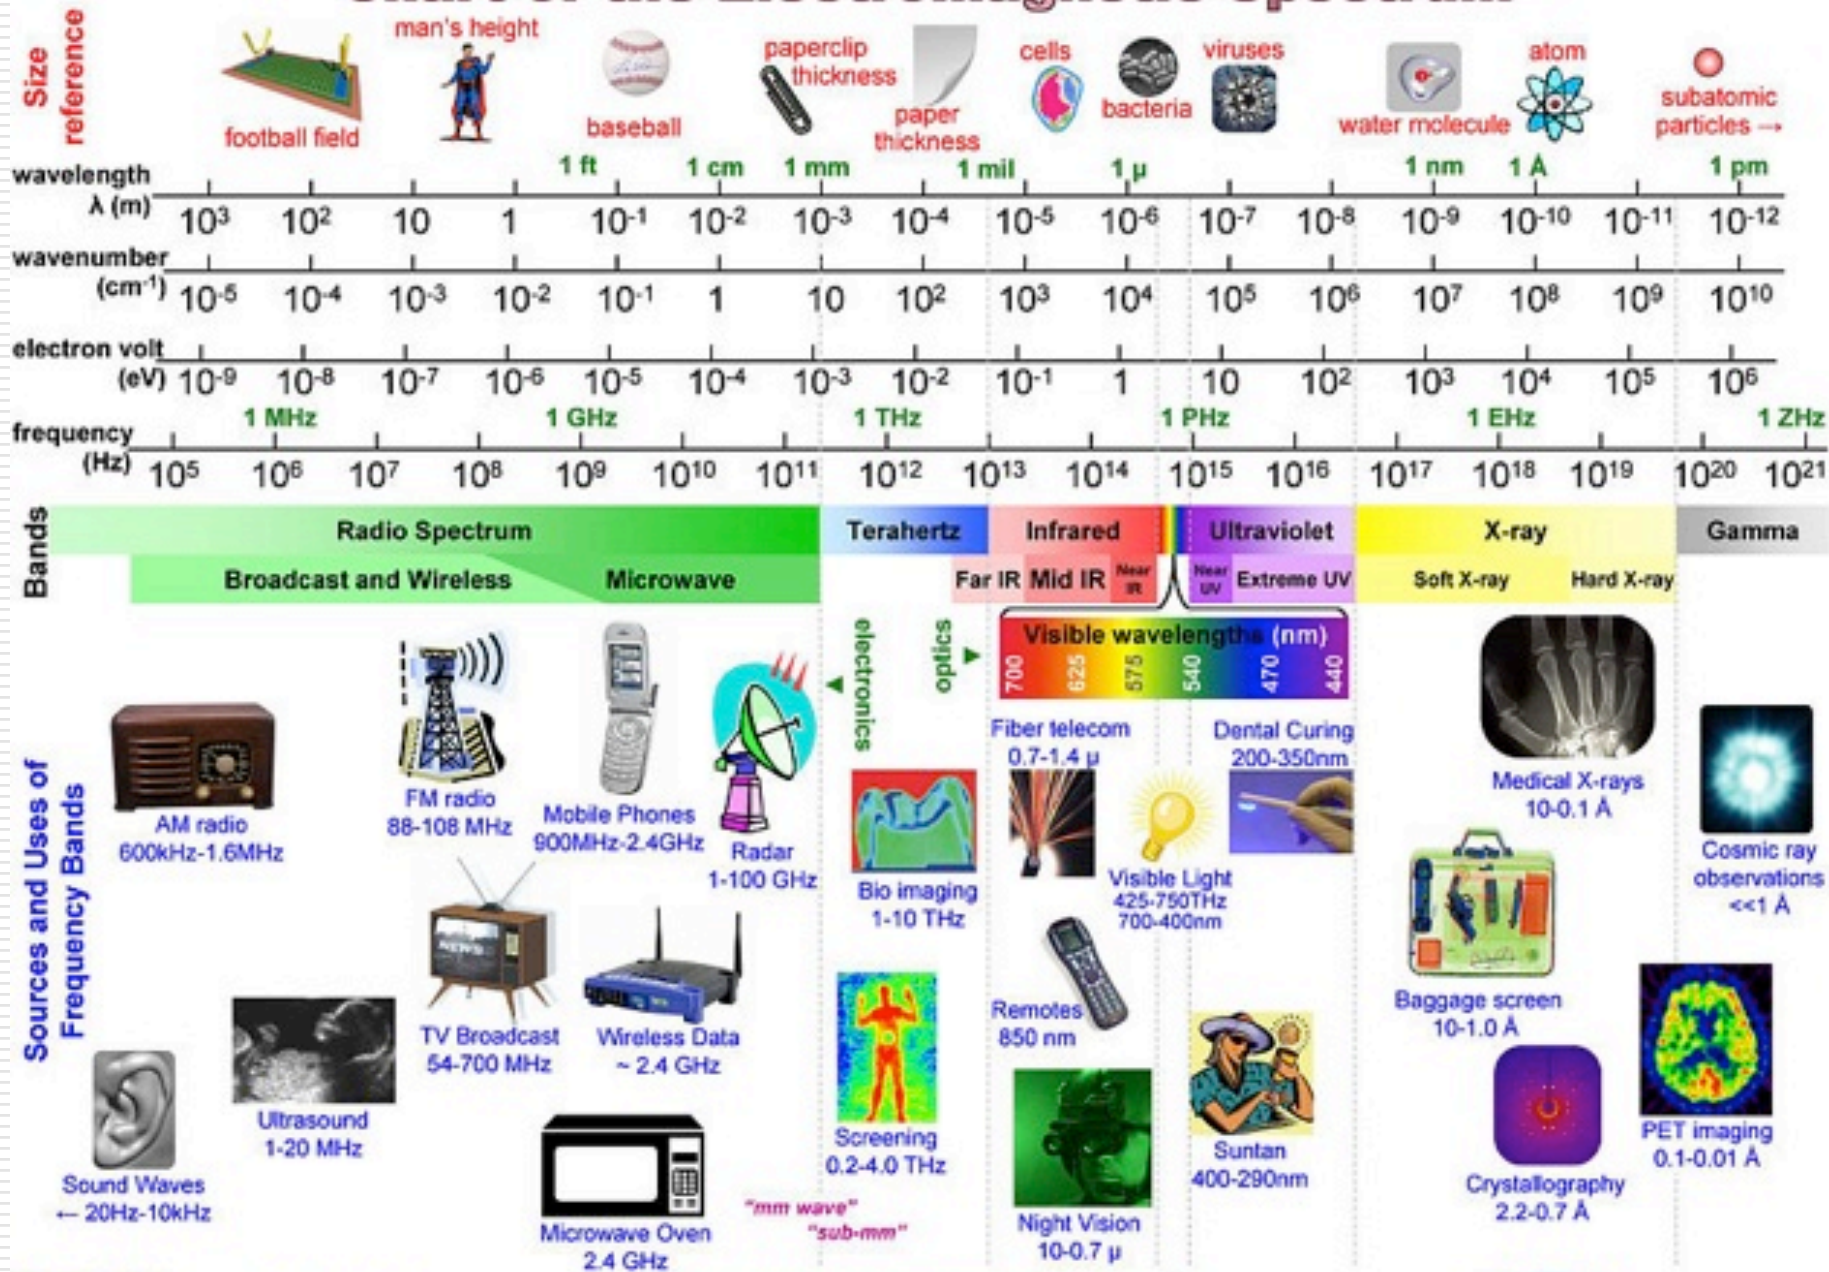 Chart of the Electromagnetic Spectrum
Size reference
football field
man's height
baseball
paperclip thickness
paper thickness
cells
bacteria
viruses
water molecule
atom
subatomic particles →
1 ft 1 cm 1 mm 1 mil 1 µ 1 nm 1 Å 1 pm
wavelength λ (m)
10³ 10² 10 1 10⁻¹ 10⁻² 10⁻³ 10⁻⁴ 10⁻⁵ 10⁻⁶ 10⁻⁷ 10⁻⁸ 10⁻⁹ 10⁻¹⁰ 10⁻¹¹ 10⁻¹²
wavenumber (cm⁻¹)
10⁻⁵ 10⁻⁴ 10⁻³ 10⁻² 10⁻¹ 1 10 10² 10³ 10⁴ 10⁵ 10⁶ 10⁷ 10⁸ 10⁹ 10¹⁰
electron volt (eV)
10⁻⁹ 10⁻⁸ 10⁻⁷ 10⁻⁶ 10⁻⁵ 10⁻⁴ 10⁻³ 10⁻² 10⁻¹ 1 10 10² 10³ 10⁴ 10⁵ 10⁶
1 MHz 1 GHz 1 THz 1 PHz 1 EHz 1 ZHz
frequency (Hz)
10⁵ 10⁶ 10⁷ 10⁸ 10⁹ 10¹⁰ 10¹¹ 10¹² 10¹³ 10¹⁴ 10¹⁵ 10¹⁶ 10¹⁷ 10¹⁸ 10¹⁹ 10²⁰ 10²¹
Bands
Radio Spectrum Terahertz Infrared Ultraviolet X-ray Gamma
Broadcast and Wireless Microwave Far IR Mid IR Near IR Near UV Extreme UV Soft X-ray Hard X-ray
electronics
optics
Visible wavelengths (nm)
700 625 575 540 470 440
Sources and Uses of Frequency Bands
AM radio
600kHz-1.6MHz
FM radio
88-108 MHz
Mobile Phones
900MHz-2.4GHz
Radar
1-100 GHz
Bio imaging
1-10 THz
Fiber telecom
0.7-1.4 µ
Visible Light
425-750THz
700-400nm
Dental Curing
200-350nm
Medical X-rays
10-0.1 Å
Cosmic ray
observations
<<1 Å
Sound Waves
← 20Hz-10kHz
Ultrasound
1-20 MHz
NEWS
TV Broadcast
54-700 MHz
Wireless Data
~ 2.4 GHz
Microwave Oven
2.4 GHz
"mm wave"
"sub-mm"
Screening
0.2-4.0 THz
Remotes
850 nm
Night Vision
10-0.7 µ
Suntan
400-290nm
Baggage screen
10-1.0 Å
Crystallography
2.2-0.7 Å
PET imaging
0.1-0.01 Å